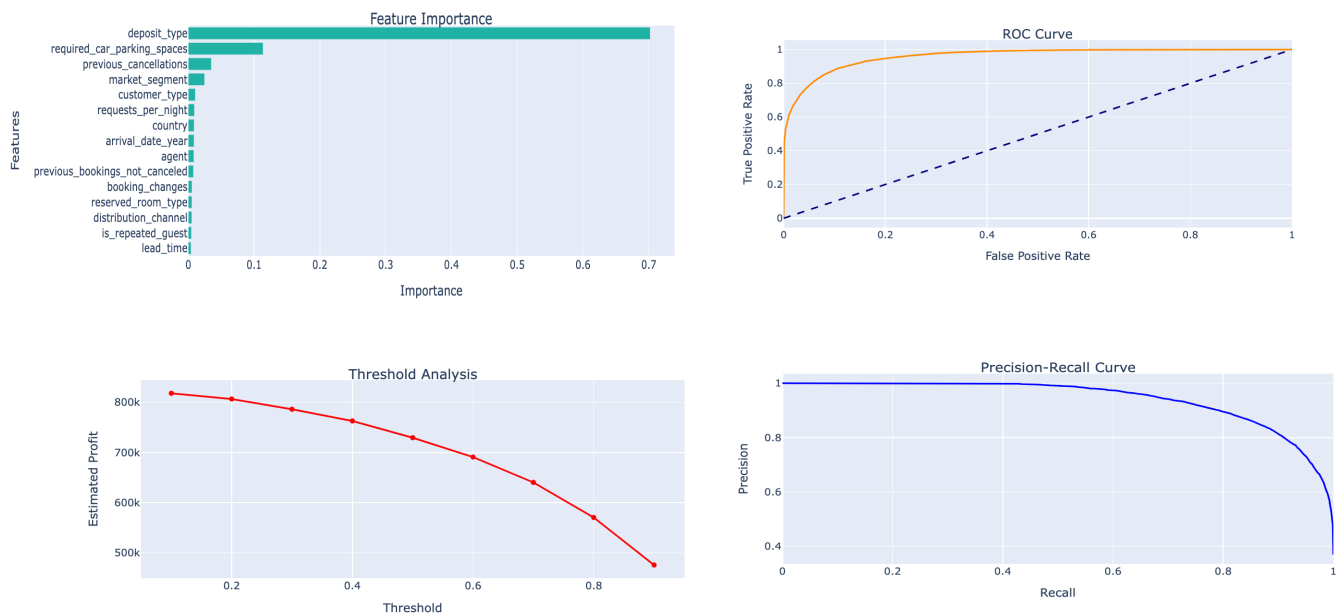 Feature Importance
Features
deposit_type
required_car_parking_spaces
previous_cancellations
market_segment
customer_type
requests_per_night
country
arrival_date_year
agent
previous_bookings_not_canceled
booking_changes
reserved_room_type
distribution_channel
is_repeated_guest
lead_time
0 0.1 0.2 0.3 0.4 0.5 0.6 0.7
Importance
ROC Curve
True Positive Rate
1
0.8
0.6
0.4
0.2
0
0 0.2 0.4 0.6 0.8 1
False Positive Rate
Threshold Analysis
Estimated Profit
800k
700k
600k
500k
0.2 0.4 0.6 0.8
Threshold
Precision-Recall Curve
Precision
1
0.8
0.6
0.4
0 0.2 0.4 0.6 0.8 1
Recall